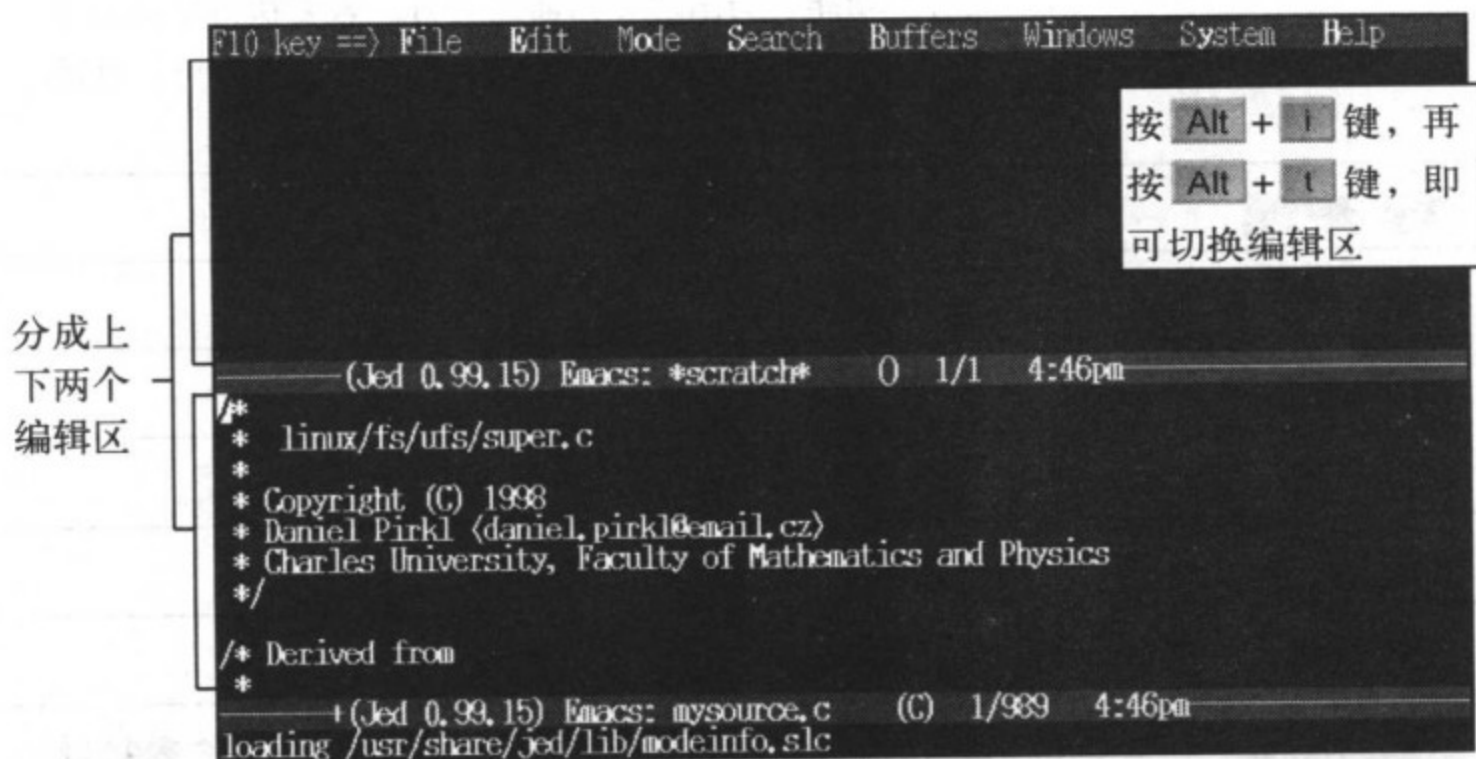 F10 key ==> File Edit Mode Search Buffers Windows System Help
按 Alt + i 键，再
按 Alt + t 键，即
可切换编辑区
分成上
下两个
编辑区
(Jed 0.99.15) Emacs: *scratch* () 1/1 4:46pm
/*
* linux/fs/ufs/super.c
*
* Copyright (C) 1998
* Daniel Pirkl <daniel.pirkl@email.cz>
* Charles University, Faculty of Mathematics and Physics
*/
/* Derived from
*
+(Jed 0.99.15) Emacs: mysource.c (C) 1/989 4:46pm
loading /usr/share/jed/lib/modeinfo.slc